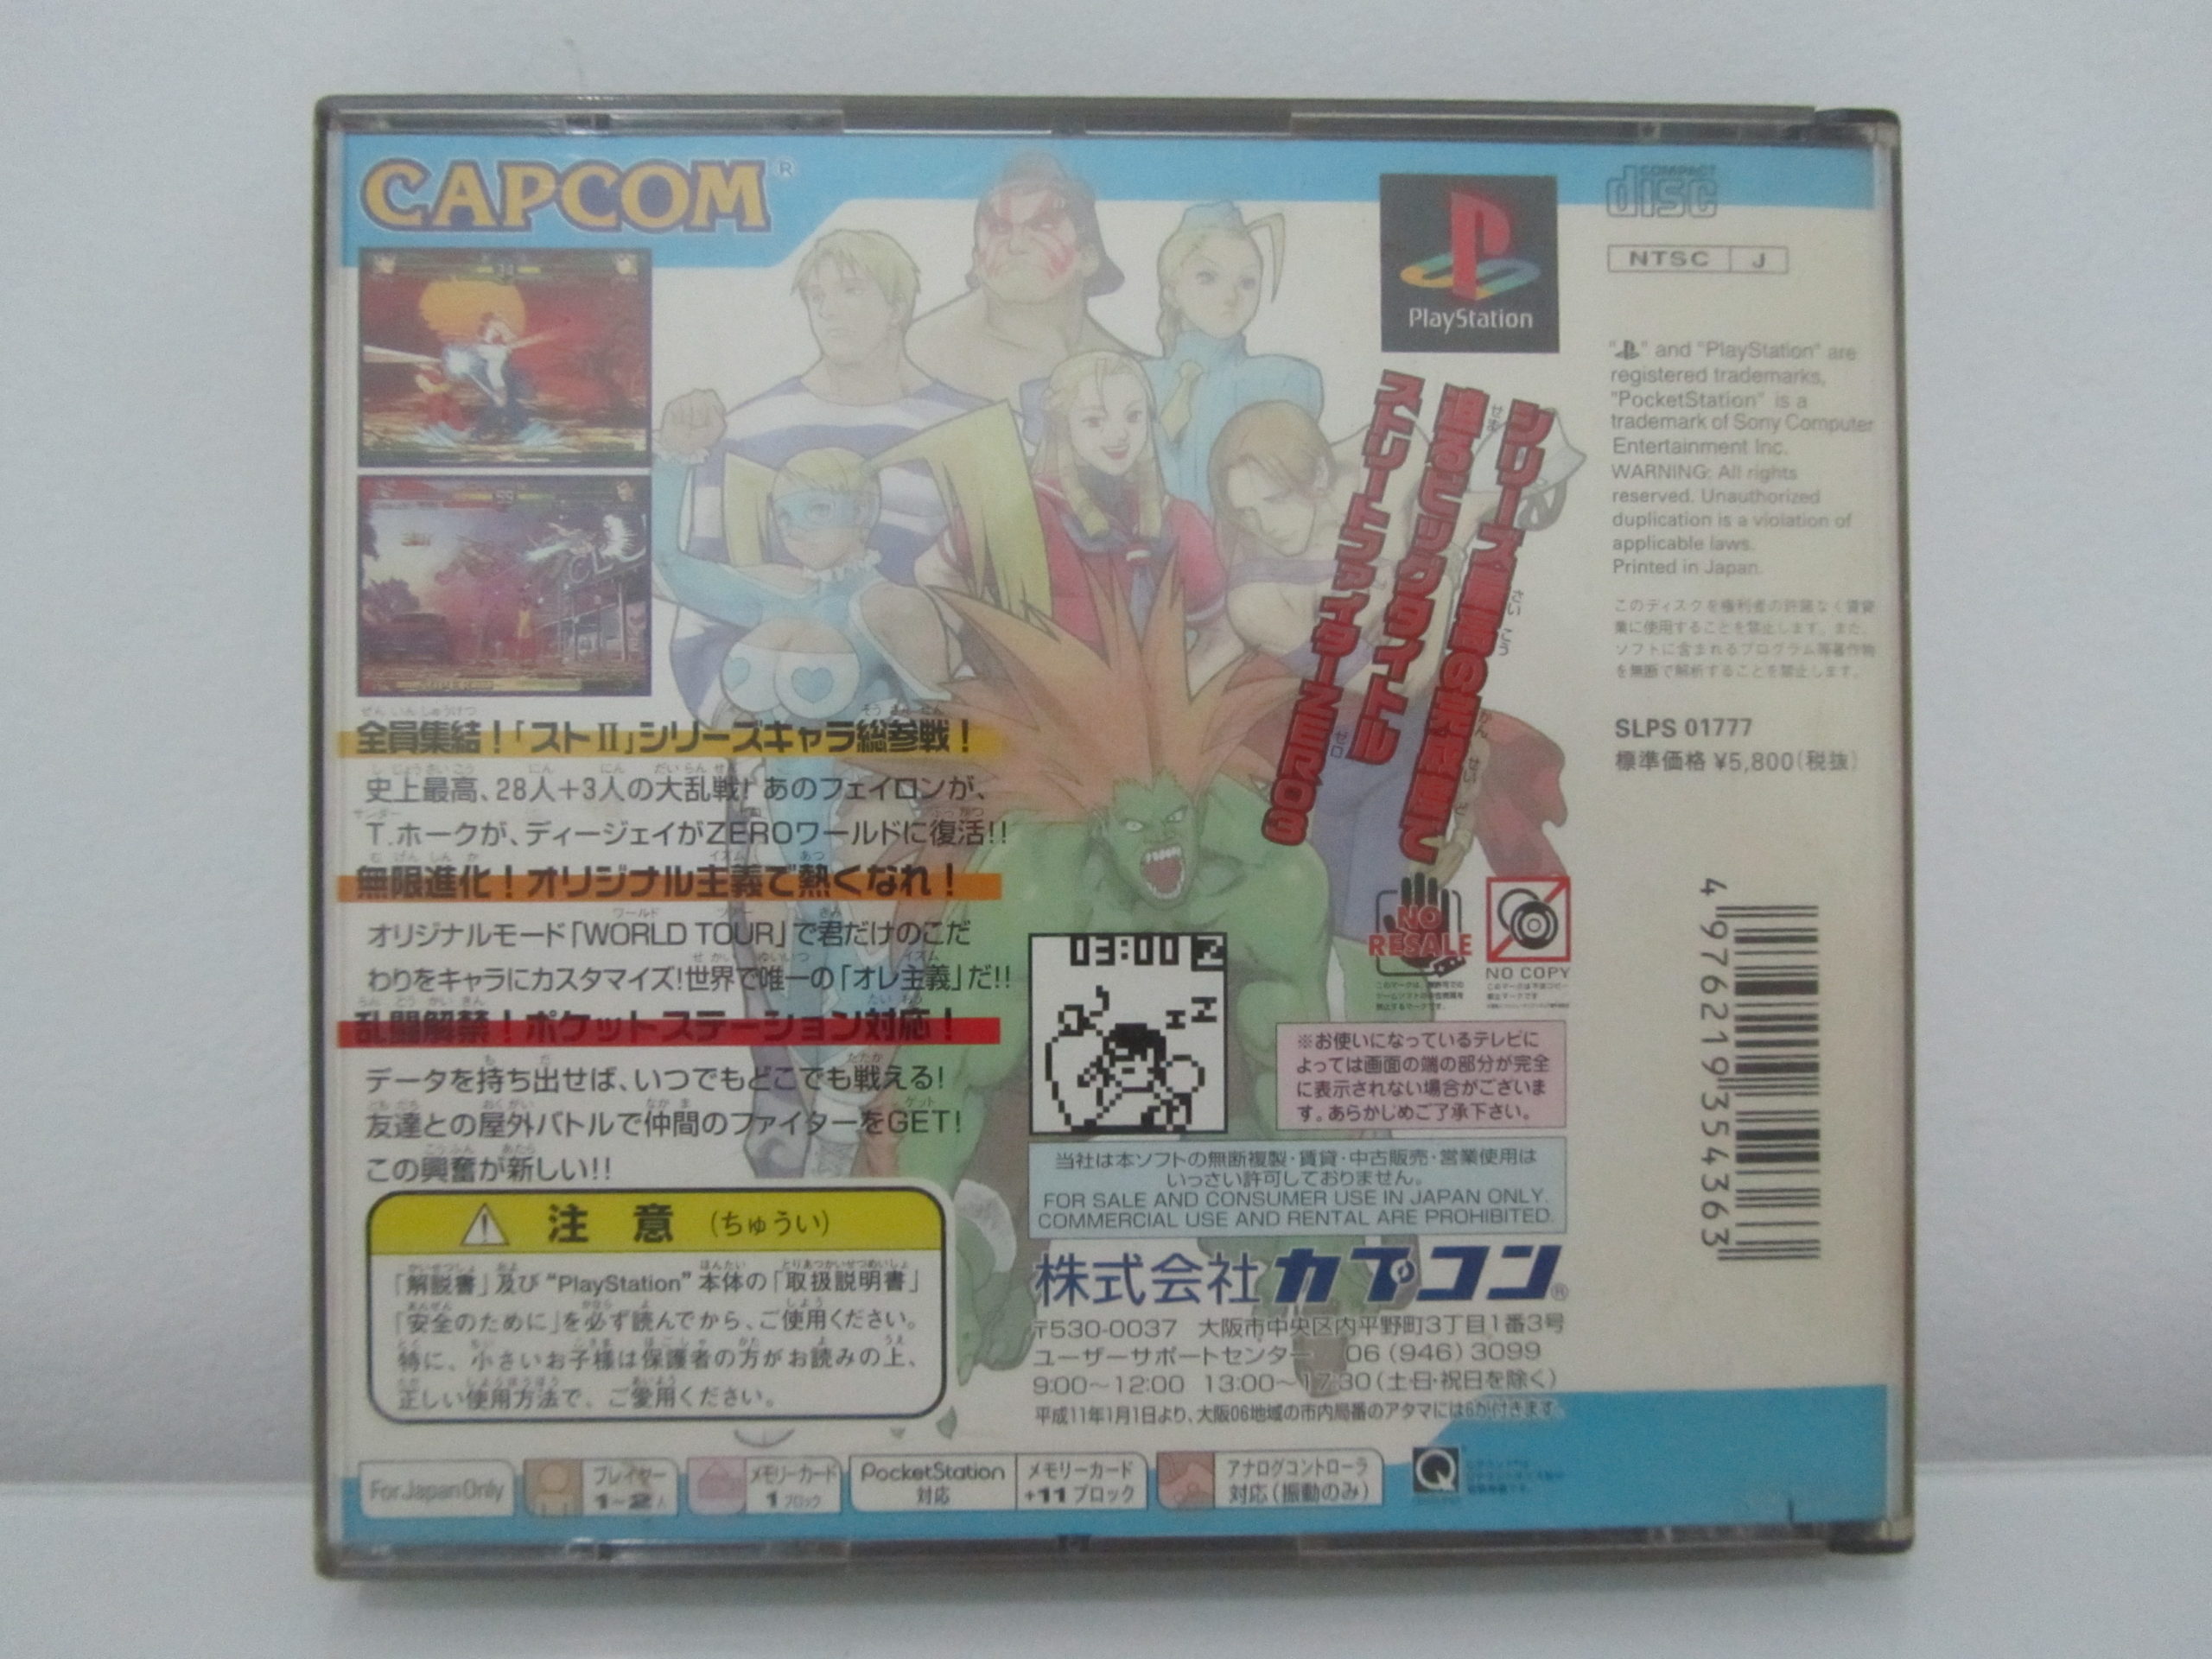 CAPCOM®
COMPACT
disc
NTSC J
PlayStation
シリーズ最高の完成度で
迫るビッグタイトル
ストリートファイターZERO3
"PS" and "PlayStation" are
registered trademarks,
"PocketStation" is a
trademark of Sony Computer
Entertainment Inc.
WARNING: All rights
reserved. Unauthorized
duplication is a violation of
applicable laws.
Printed in Japan.
このディスクを権利者の許諾なく賃貸
業に使用することを禁止します。また、
ソフトに含まれるプログラム等著作物
を無断で解析することを禁止します。
SLPS 01777
標準価格 ¥5,800(税抜)
4976219354363
全員集結!「ストII」シリーズキャラ総参戦!
史上最高、28人+3人の大乱戦!あのフェイロンが、
T.ホークが、ディージェイがZEROワールドに復活!!
無限進化!オリジナル主義で熱くなれ!
オリジナルモード「WORLD TOUR」で君だけのこだ
わりをキャラにカスタマイズ!世界で唯一の「オレ主義」だ!!
乱闘解禁!ポケットステーション対応!
データを持ち出せば、いつでもどこでも戦える!
友達との屋外バトルで仲間のファイターをGET!
この興奮が新しい!!
03:00 Z
NO
RESALE
NO COPY
※お使いになっているテレビに
よっては画面の端の部分が完全
に表示されない場合がございま
す。あらかじめご了承下さい。
当社は本ソフトの無断複製・賃貸・中古販売・営業使用は
いっさい許可しておりません。
FOR SALE AND CONSUMER USE IN JAPAN ONLY.
COMMERCIAL USE AND RENTAL ARE PROHIBITED.
注意(ちゅうい)
「解説書」及び“PlayStation”本体の「取扱説明書」
「安全のために」を必ず読んでから、ご使用ください。
特に、小さいお子様は保護者の方がお読みの上、
正しい使用方法で、ご愛用ください。
株式会社カプコン®
〒530-0037 大阪市中央区内平野町3丁目1番3号
ユーザーサポートセンター 06(946)3099
9:00〜12:00 13:00〜17:30(土・日・祝日を除く)
平成11年1月1日より、大阪06地域の市内局番のアタマには6が付きます。
For Japan Only
プレイヤー
1〜2人
メモリーカード
1ブロック
PocketStation
対応
メモリーカード
+11ブロック
アナログコントローラ
対応(振動のみ)